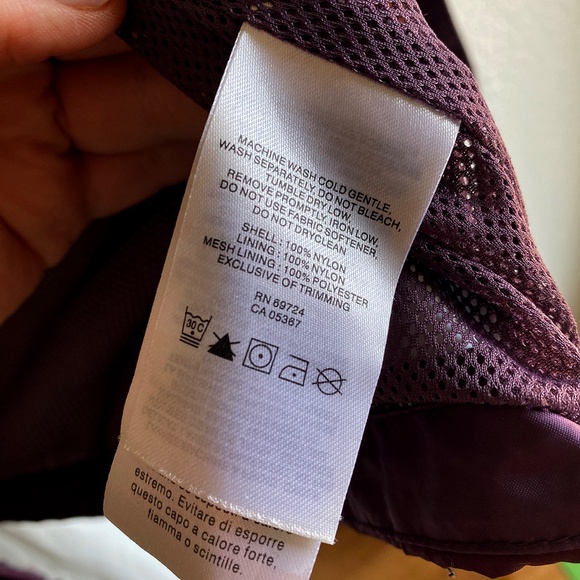 MACHINE WASH COLD GENTLE,
WASH SEPARATELY. DO NOT BLEACH,
TUMBLE DRY LOW,
REMOVE PROMPTLY, IRON LOW,
DO NOT USE FABRIC SOFTENER,
DO NOT DRYCLEAN
SHELL : 100% NYLON
LINING : 100% NYLON
MESH LINING : 100% POLYESTER
EXCLUSIVE OF TRIMMING
RN 69724
CA 05367
30 C
estremo. Evitare di esporre
questo capo a calore forte,
fiamma o scintille.